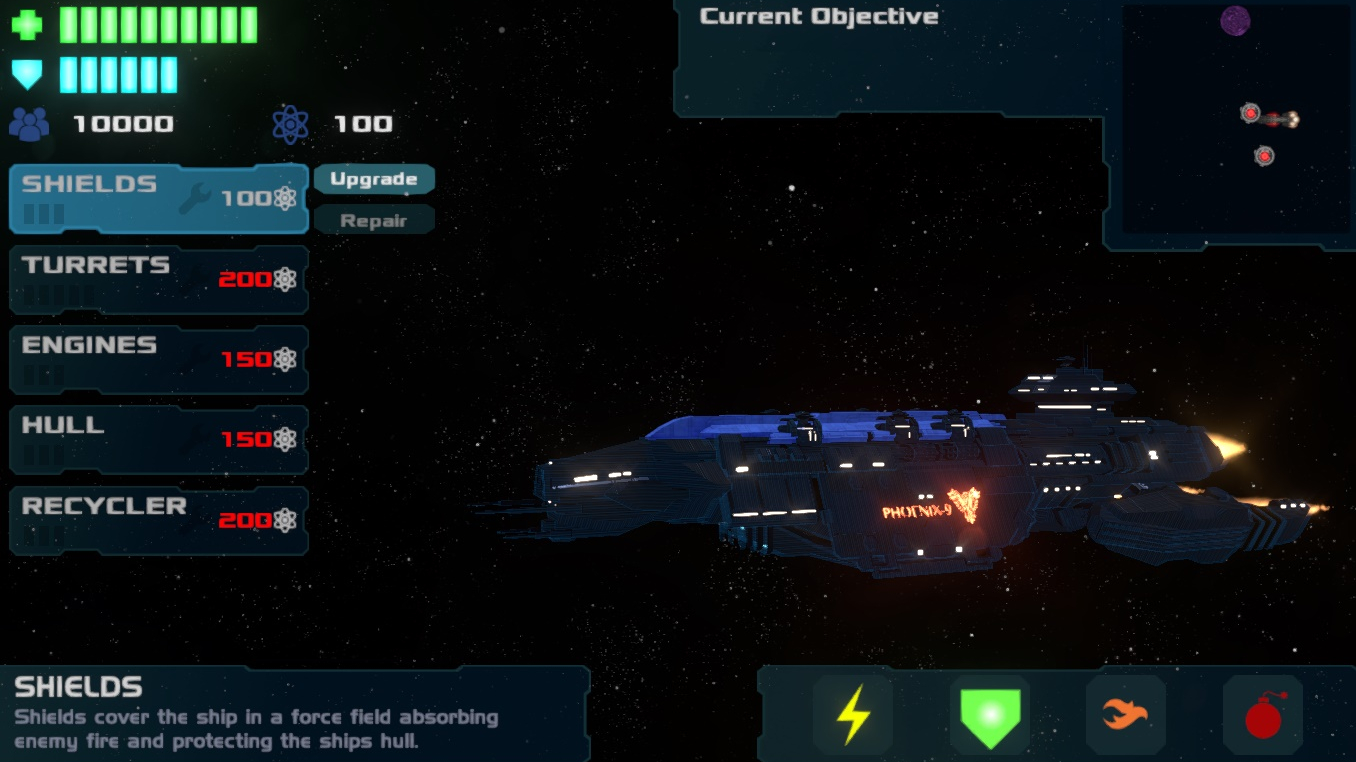 Current Objective
10000
100
SHIELDS
100
Upgrade
Repair
TURRETS
200
ENGINES
150
HULL
150
RECYCLER
200
PHOENIX-9
SHIELDS
Shields cover the ship in a force field absorbing
enemy fire and protecting the ships hull.